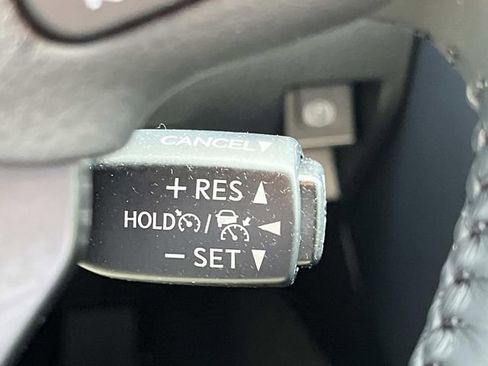 CANCEL▼
+ RES ▲
HOLD / ◄
− SET ▼